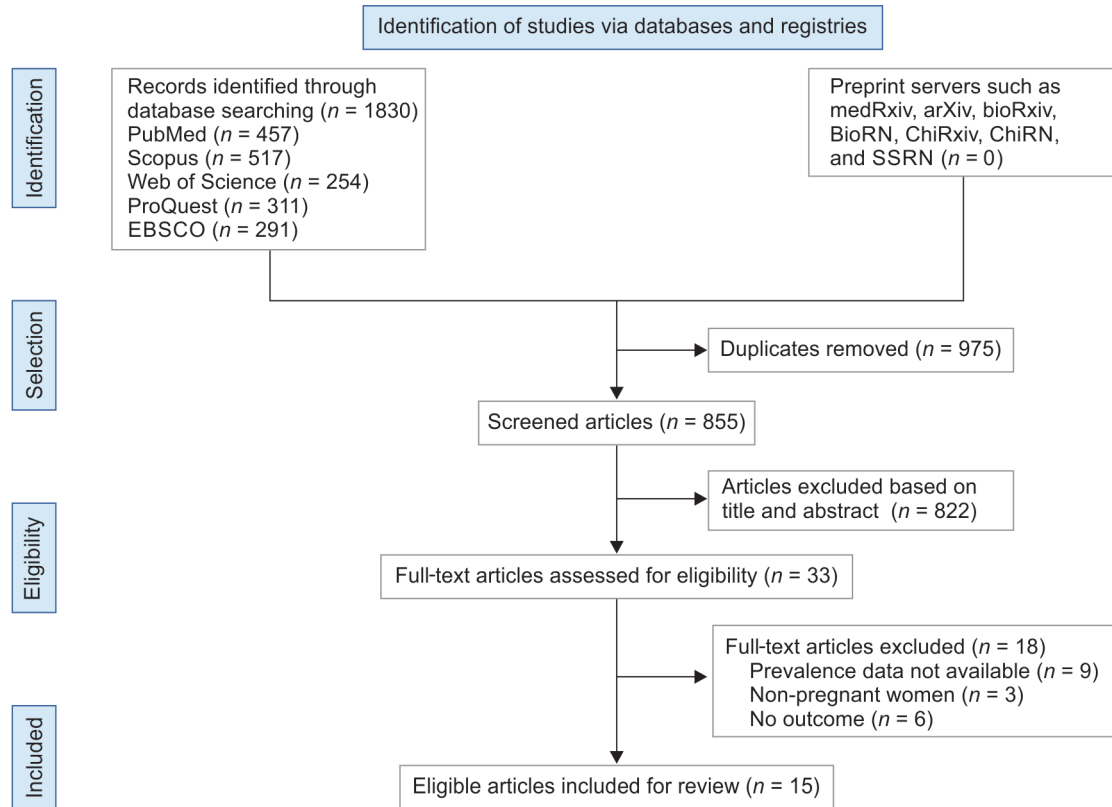 Identification of studies via databases and registries
Identification
Records identified through
database searching (n = 1830)
PubMed (n = 457)
Scopus (n = 517)
Web of Science (n = 254)
ProQuest (n = 311)
EBSCO (n = 291)
Preprint servers such as
medRxiv, arXiv, bioRxiv,
BioRN, ChiRxiv, ChiRN,
and SSRN (n = 0)
Selection
Duplicates removed (n = 975)
Screened articles (n = 855)
Articles excluded based on
title and abstract (n = 822)
Eligibility
Full-text articles assessed for eligibility (n = 33)
Full-text articles excluded (n = 18)
Prevalence data not available (n = 9)
Non-pregnant women (n = 3)
No outcome (n = 6)
Included
Eligible articles included for review (n = 15)